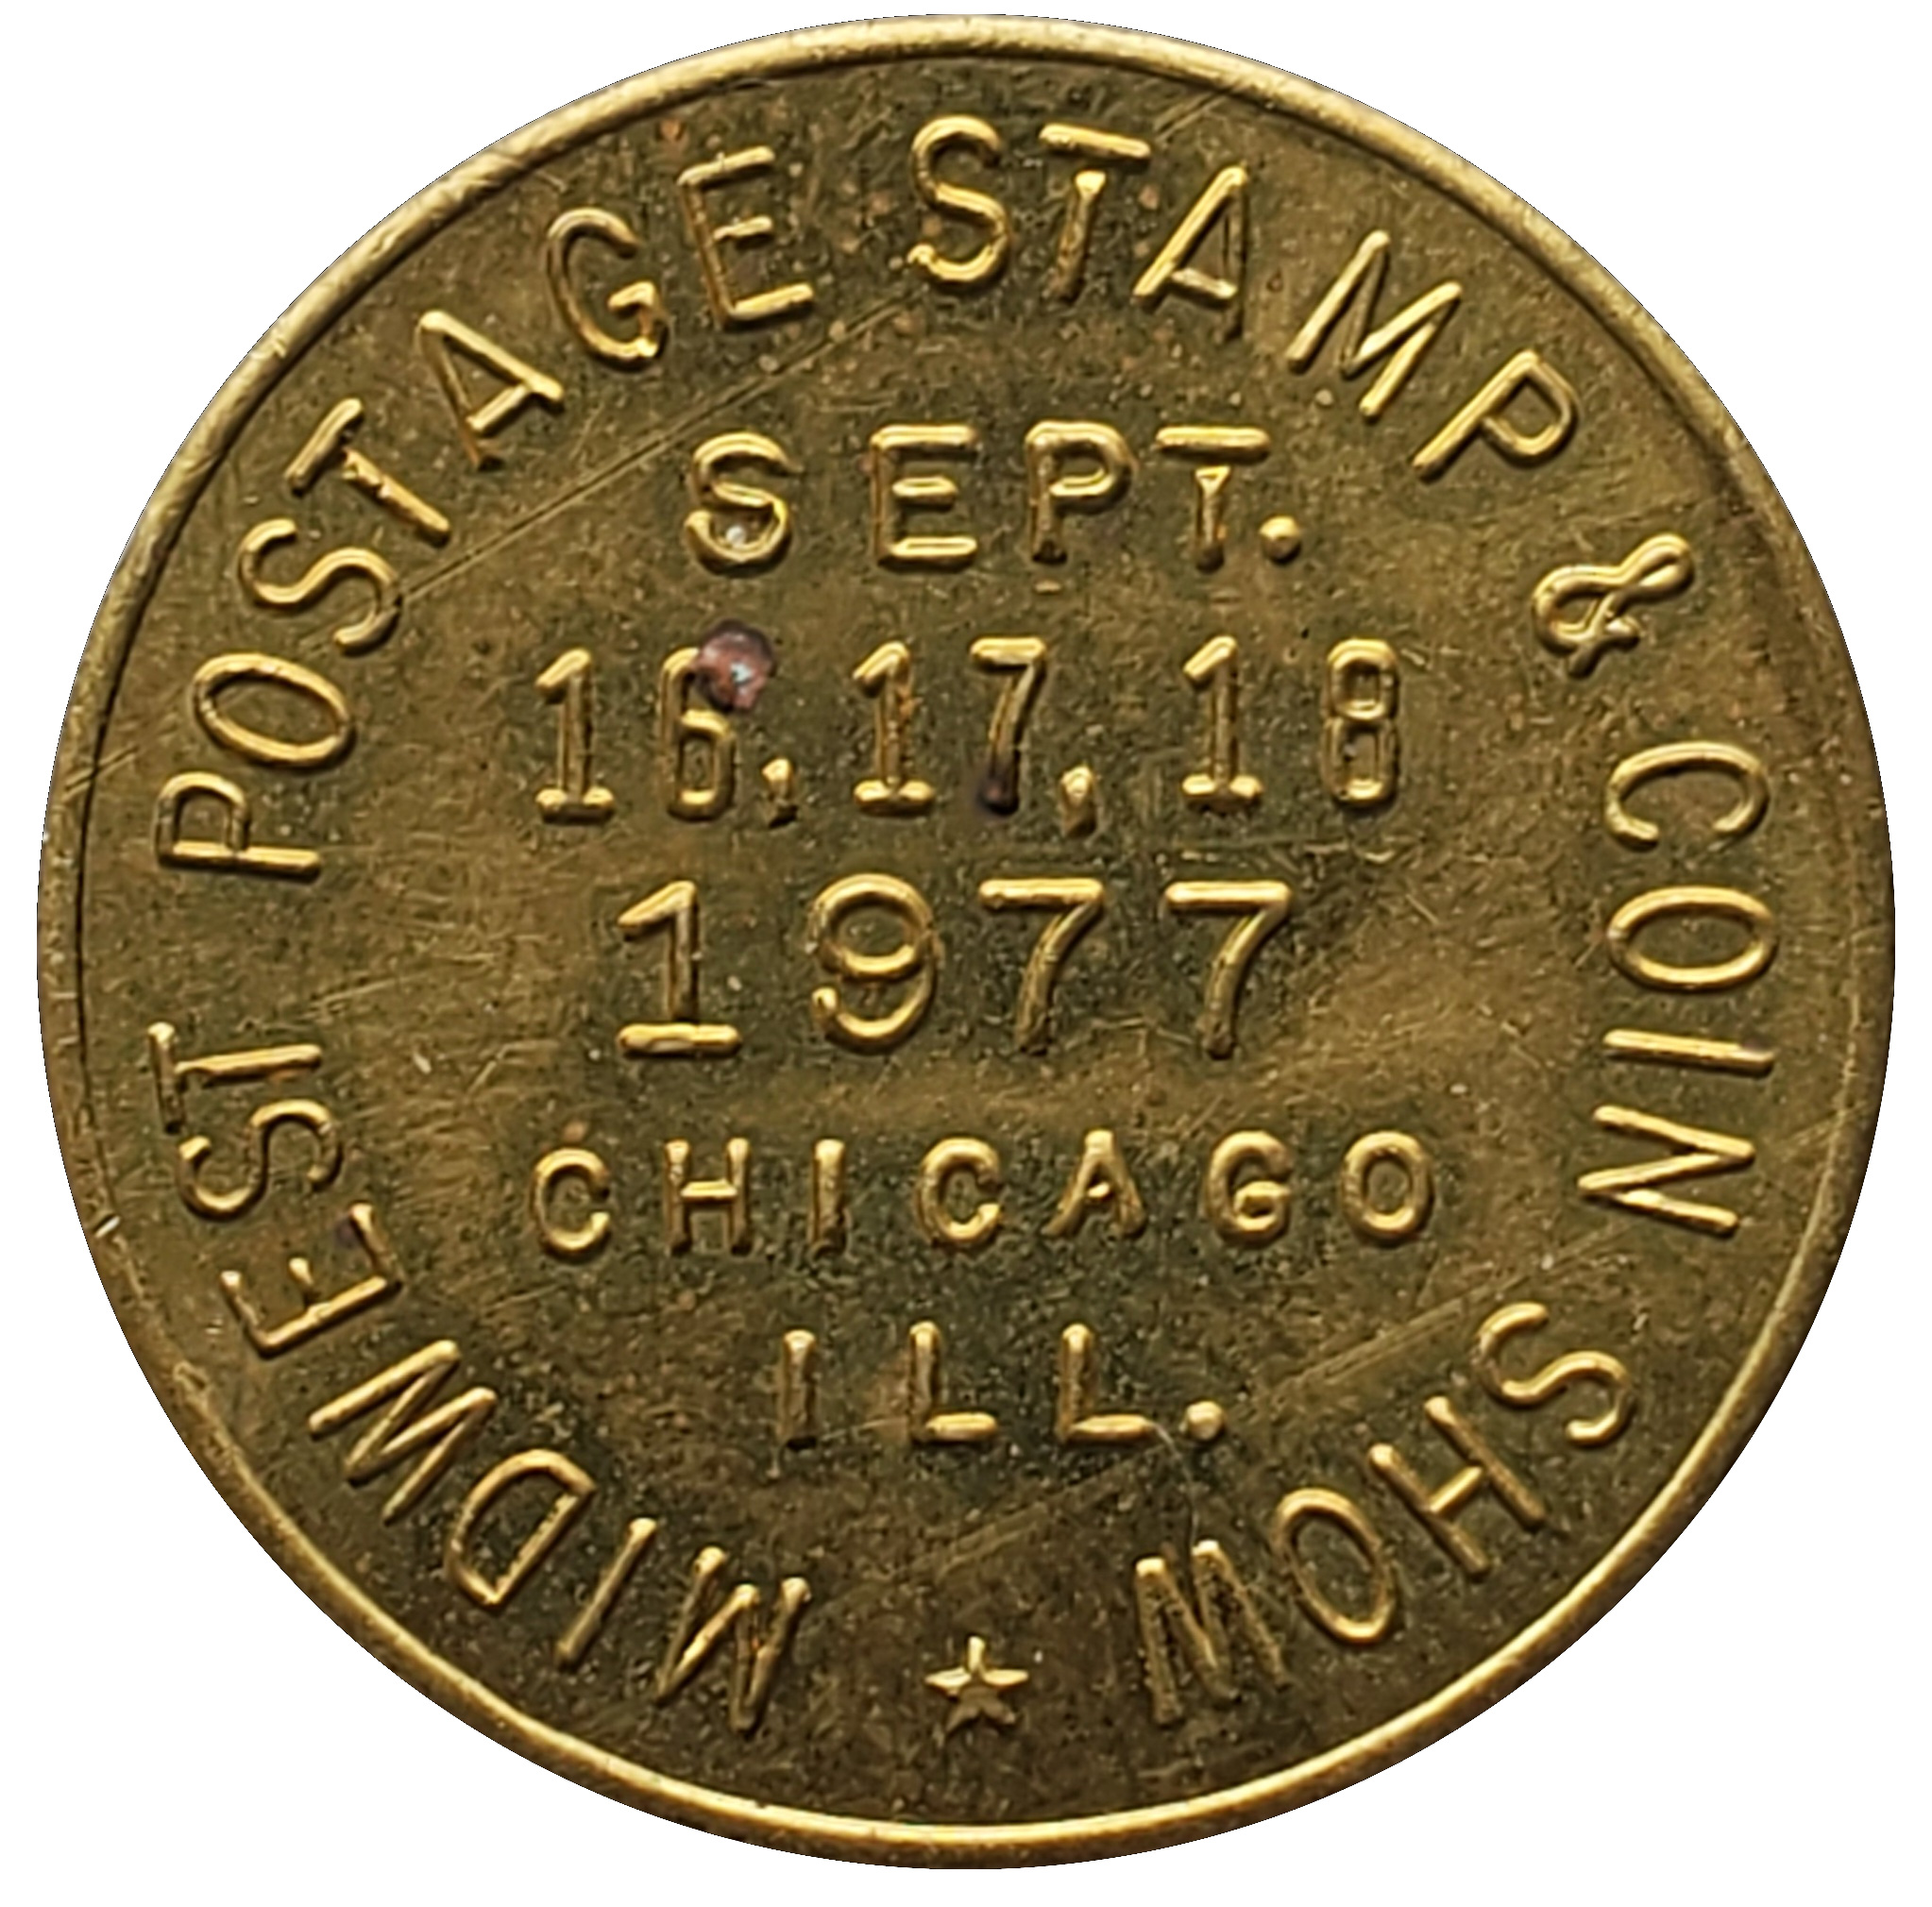 MIDWEST POSTAGE STAMP & COIN SHOW
SEPT.
16, 17, 18
1977
CHICAGO
ILL.